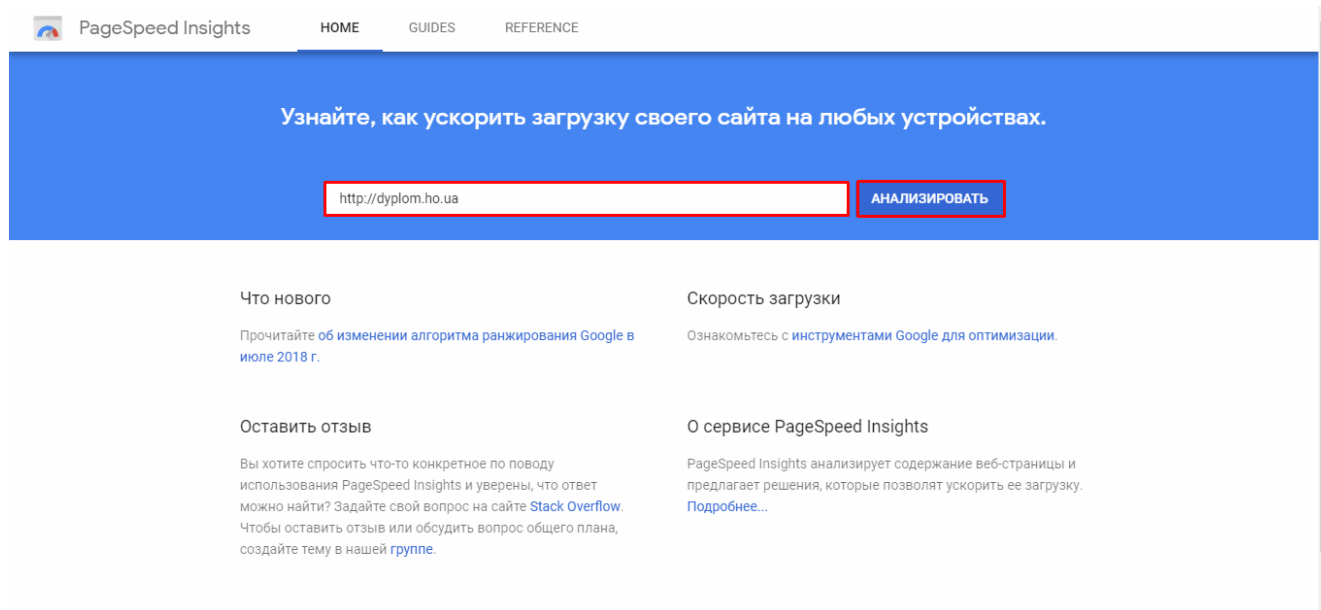 PageSpeed Insights HOME GUIDES REFERENCE
Узнайте, как ускорить загрузку своего сайта на любых устройствах.
http://dyplom.ho.ua АНАЛИЗИРОВАТЬ
Что нового
Прочитайте об изменении алгоритма ранжирования Google в
июле 2018 г.
Скорость загрузки
Ознакомьтесь с инструментами Google для оптимизации.
Оставить отзыв
Вы хотите спросить что-то конкретное по поводу
использования PageSpeed Insights и уверены, что ответ
можно найти? Задайте свой вопрос на сайте Stack Overflow.
Чтобы оставить отзыв или обсудить вопрос общего плана,
создайте тему в нашей группе.
О сервисе PageSpeed Insights
PageSpeed Insights анализирует содержание веб-страницы и
предлагает решения, которые позволят ускорить ее загрузку.
Подробнее...